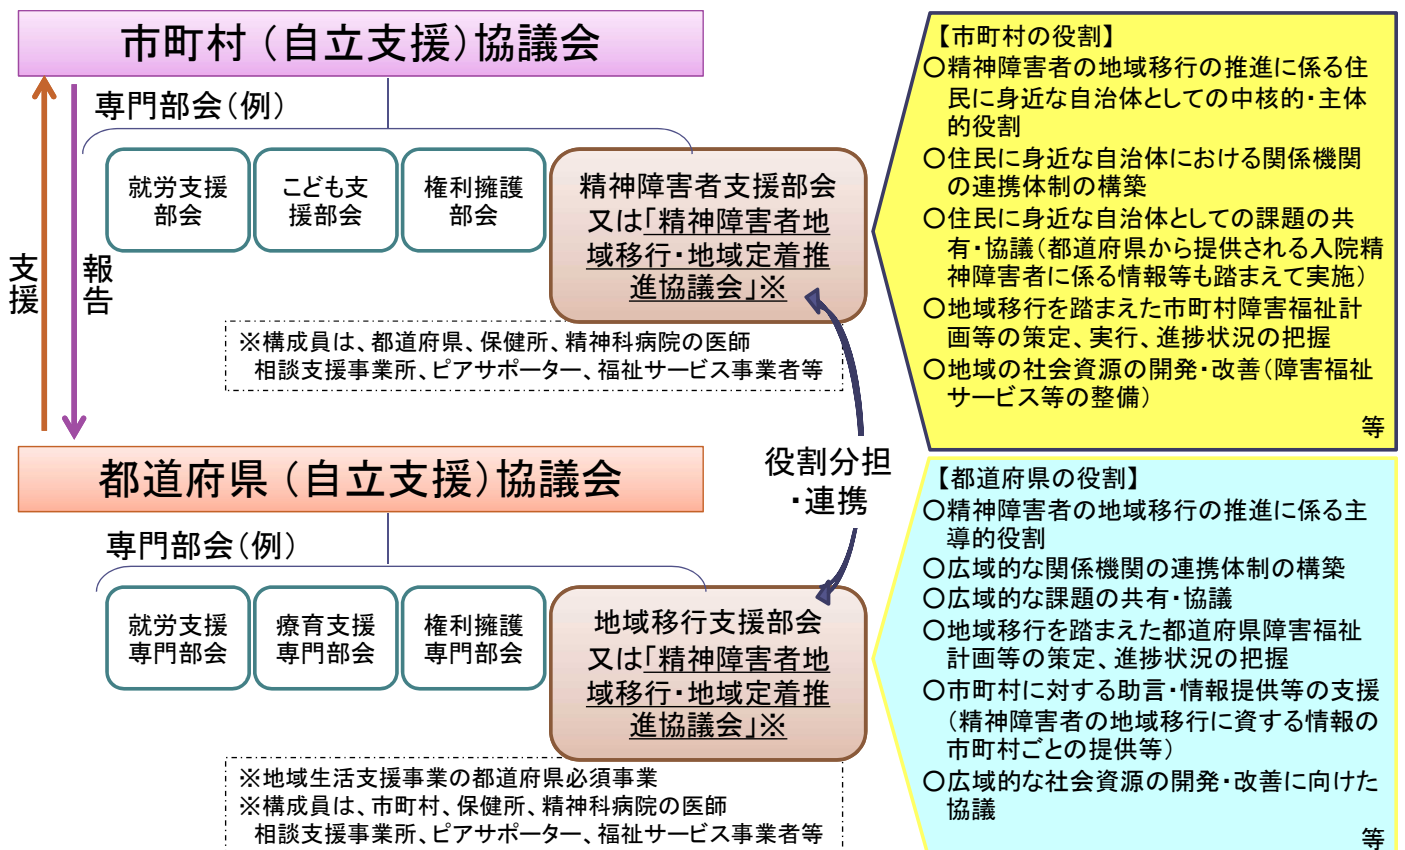 市町村（自立支援）協議会
専門部会（例）
就労支援
部会
こども支
援部会
権利擁護
部会
精神障害者支援部会
又は「精神障害者地
域移行・地域定着推
進協議会」※
支援
報告
※構成員は、都道府県、保健所、精神科病院の医師
相談支援事業所、ピアサポーター、福祉サービス事業者等
役割分担
・連携
都道府県（自立支援）協議会
専門部会（例）
就労支援
専門部会
療育支援
専門部会
権利擁護
専門部会
地域移行支援部会
又は「精神障害者地
域移行・地域定着推
進協議会」※
※地域生活支援事業の都道府県必須事業
※構成員は、市町村、保健所、精神科病院の医師
相談支援事業所、ピアサポーター、福祉サービス事業者等
【市町村の役割】
○精神障害者の地域移行の推進に係る住
民に身近な自治体としての中核的・主体
的役割
○住民に身近な自治体における関係機関
の連携体制の構築
○住民に身近な自治体としての課題の共
有・協議（都道府県から提供される入院精
神障害者に係る情報等も踏まえて実施）
○地域移行を踏まえた市町村障害福祉計
画等の策定、実行、進捗状況の把握
○地域の社会資源の開発・改善（障害福祉
サービス等の整備）
等
【都道府県の役割】
○精神障害者の地域移行の推進に係る主
導的役割
○広域的な関係機関の連携体制の構築
○広域的な課題の共有・協議
○地域移行を踏まえた都道府県障害福祉
計画等の策定、進捗状況の把握
○市町村に対する助言・情報提供等の支援
（精神障害者の地域移行に資する情報の
市町村ごとの提供等）
○広域的な社会資源の開発・改善に向けた
協議
等